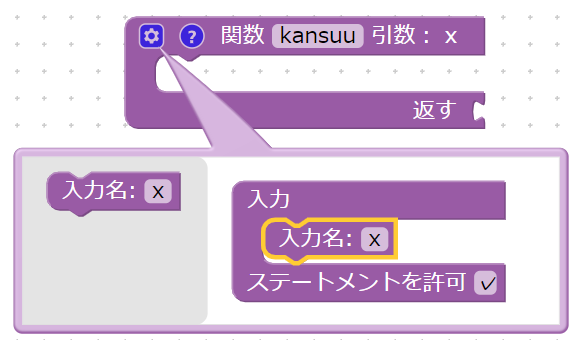 ? 関数 kansuu 引数： x
返す
入力名: x
入力
入力名: x
ステートメントを許可